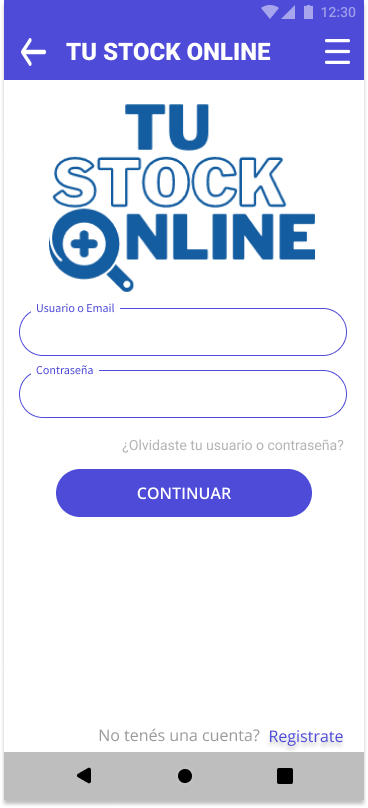 12:30
TU STOCK ONLINE
TU
STOCK
ONLINE
Usuario o Email
Contraseña
¿Olvidaste tu usuario o contraseña?
CONTINUAR
No tenés una cuenta? Registrate